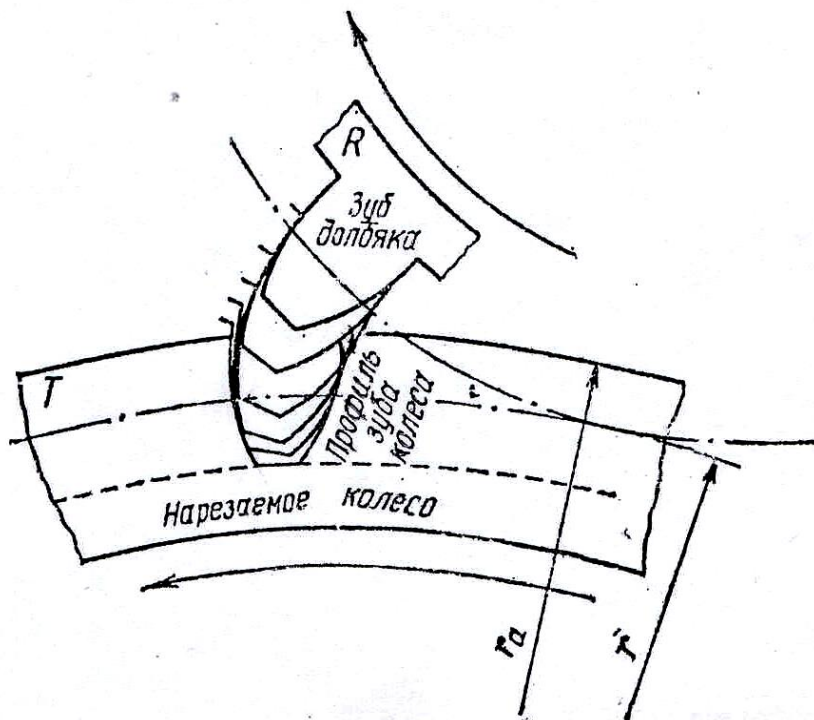 R
Зуб
долбяка
T
Профиль
зуба
колеса
Нарезаемое колесо
ra
r'